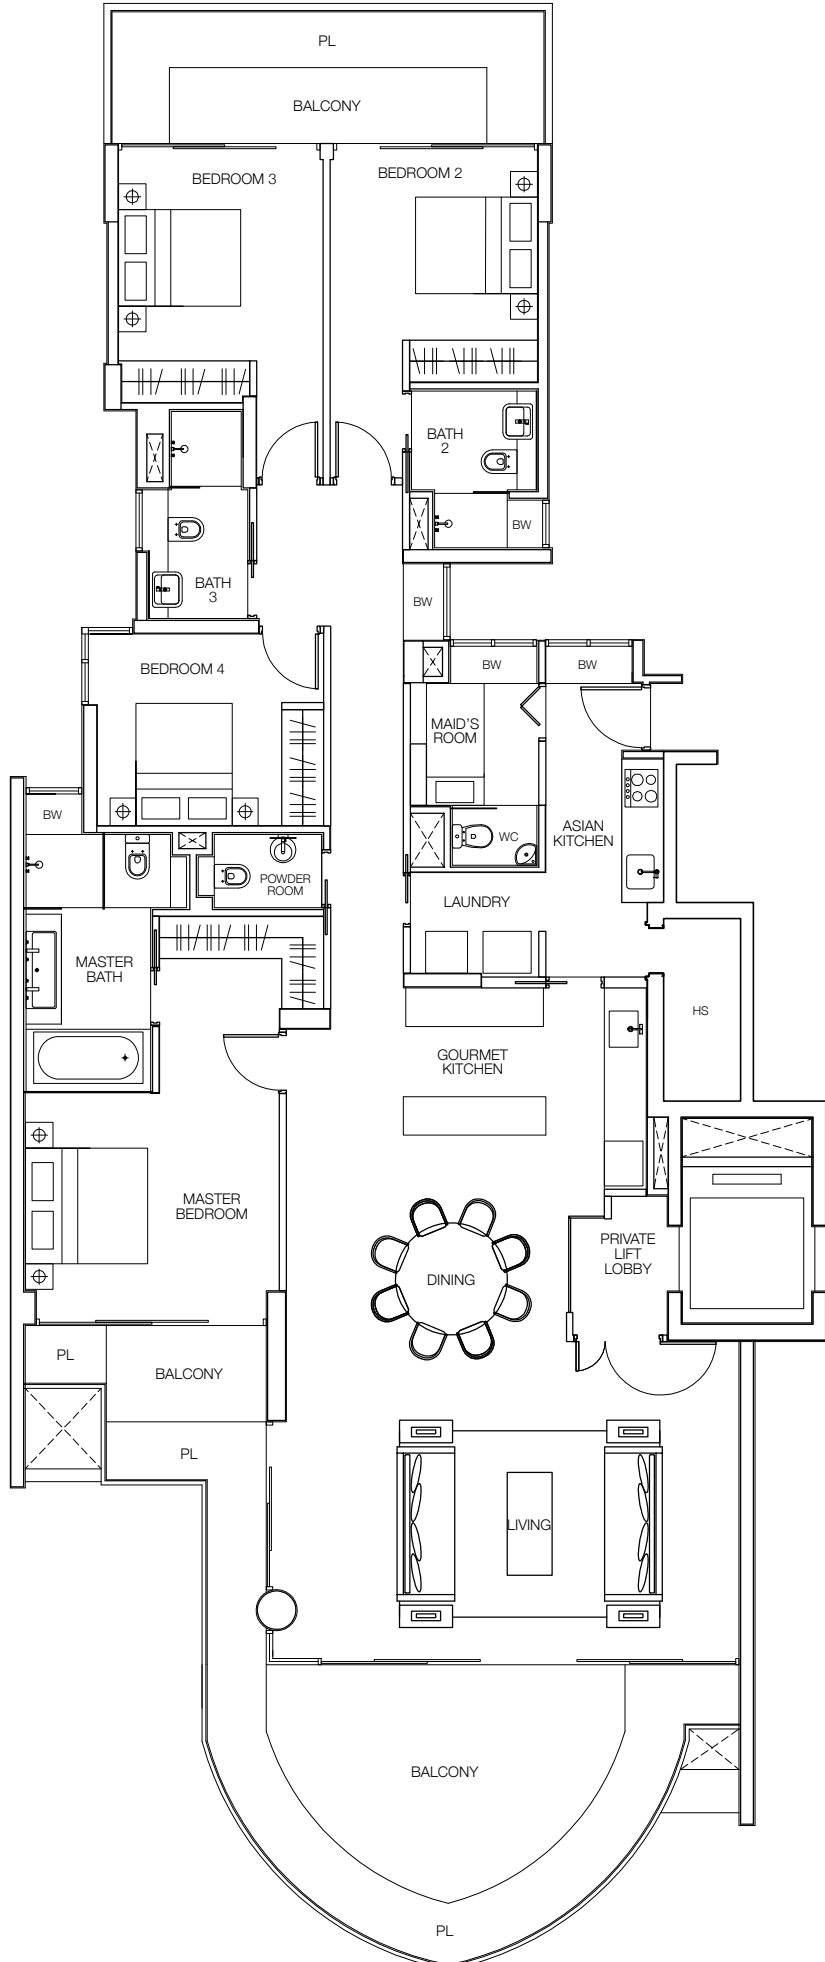 PL
BALCONY
BEDROOM 3
BEDROOM 2
BATH
2
BW
BATH
3
BW
BEDROOM 4
BW
BW
MAID'S
ROOM
BW
ASIAN
KITCHEN
WC
POWDER
ROOM
LAUNDRY
MASTER
BATH
HS
GOURMET
KITCHEN
MASTER
BEDROOM
PRIVATE
LIFT
LOBBY
DINING
PL
BALCONY
PL
LIVING
BALCONY
PL